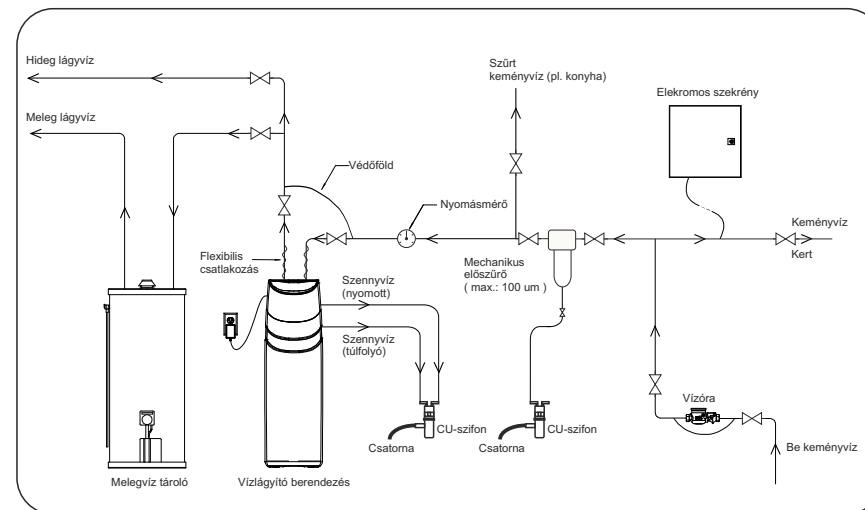 Hideg lágyvíz
Meleg lágyvíz
Szűrt
keményvíz (pl. konyha)
Elekromos szekrény
Védőföld
Nyomásmérő
Keményvíz
Kert
Flexibilis
csatlakozás
Mechanikus
előszűrő
( max.: 100 um )
Szennyvíz
(nyomott)
Szennyvíz
(túlfolyó)
Vízóra
CU-szifon
Csatorna
CU-szifon
Csatorna
Be keményvíz
Melegvíz tároló
Vízlágyító berendezés